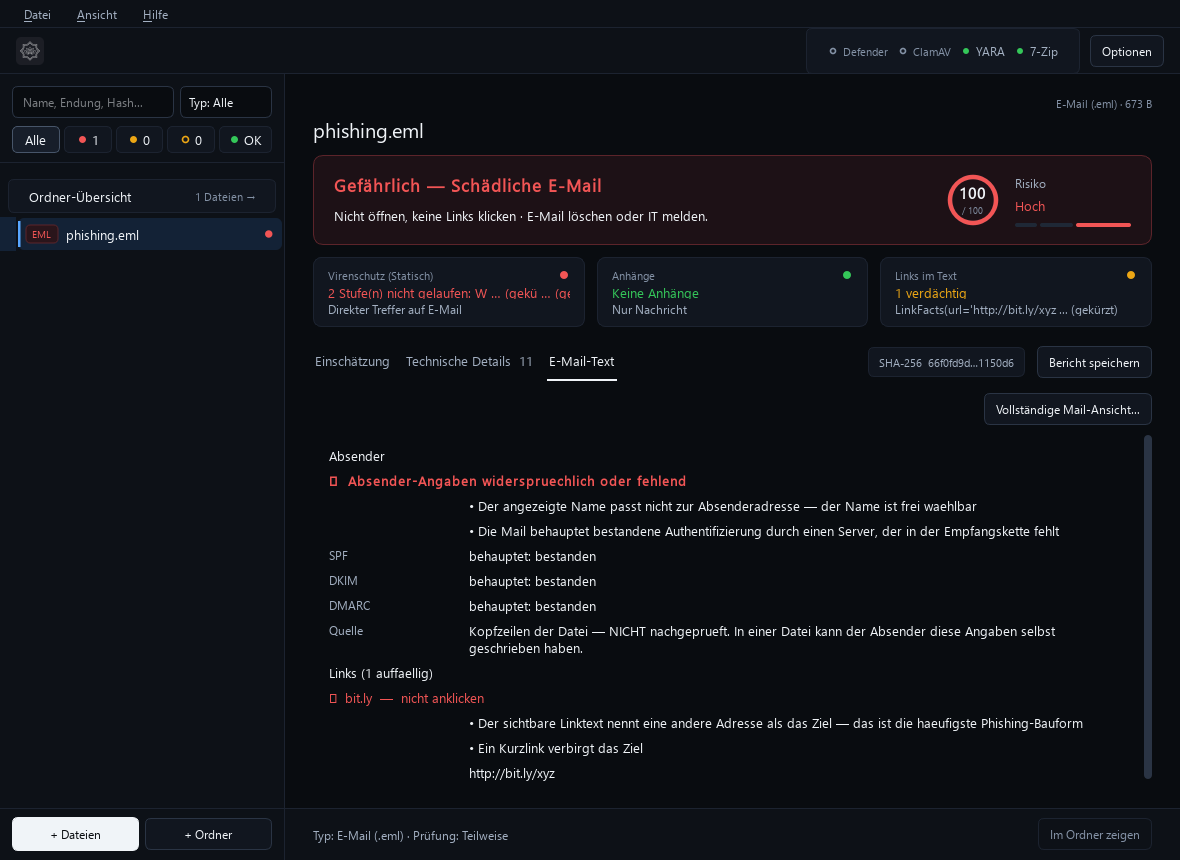 Datei Ansicht Hilfe
Defender ClamAV YARA 7-Zip Optionen
Name, Endung, Hash... Typ: Alle
Alle 1 0 0 OK
Ordner-Übersicht 1 Dateien →
EML phishing.eml
E-Mail (.eml) · 673 B
phishing.eml
Gefährlich — Schädliche E-Mail
Nicht öffnen, keine Links klicken · E-Mail löschen oder IT melden.
100
/ 100
Risiko
Hoch
Virenschutz (Statisch)
2 Stufe(n) nicht gelaufen: W ... (gekü ... (ge
Direkter Treffer auf E-Mail
Anhänge
Keine Anhänge
Nur Nachricht
Links im Text
1 verdächtig
LinkFacts(url='http://bit.ly/xyz ... (gekürzt)
Einschätzung Technische Details 11 E-Mail-Text
SHA-256 66f0fd9d...1150d6 Bericht speichern
Vollständige Mail-Ansicht...
Absender
Absender-Angaben widerspruechlich oder fehlend
• Der angezeigte Name passt nicht zur Absenderadresse — der Name ist frei waehlbar
• Die Mail behauptet bestandene Authentifizierung durch einen Server, der in der Empfangskette fehlt
SPF behauptet: bestanden
DKIM behauptet: bestanden
DMARC behauptet: bestanden
Quelle Kopfzeilen der Datei — NICHT nachgeprueft. In einer Datei kann der Absender diese Angaben selbst
geschrieben haben.
Links (1 auffaellig)
bit.ly — nicht anklicken
• Der sichtbare Linktext nennt eine andere Adresse als das Ziel — das ist die haeufigste Phishing-Bauform
• Ein Kurzlink verbirgt das Ziel
http://bit.ly/xyz
+ Dateien + Ordner
Typ: E-Mail (.eml) · Prüfung: Teilweise
Im Ordner zeigen